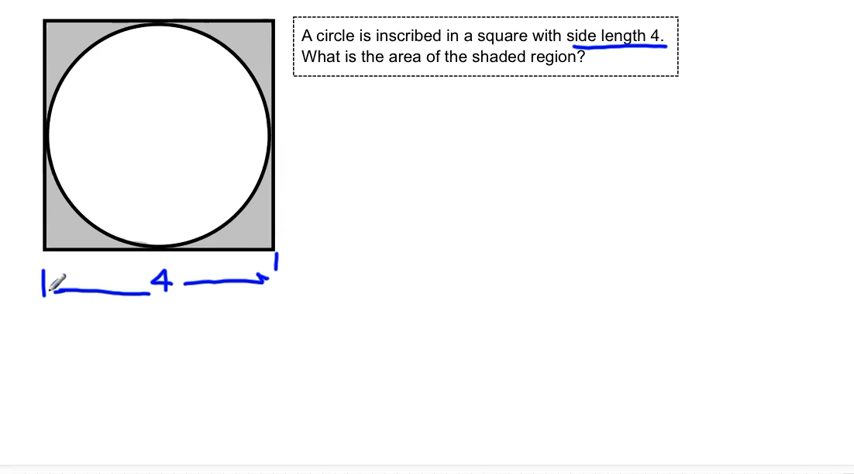 A circle is inscribed in a square with side length 4.
What is the area of the shaded region?
4